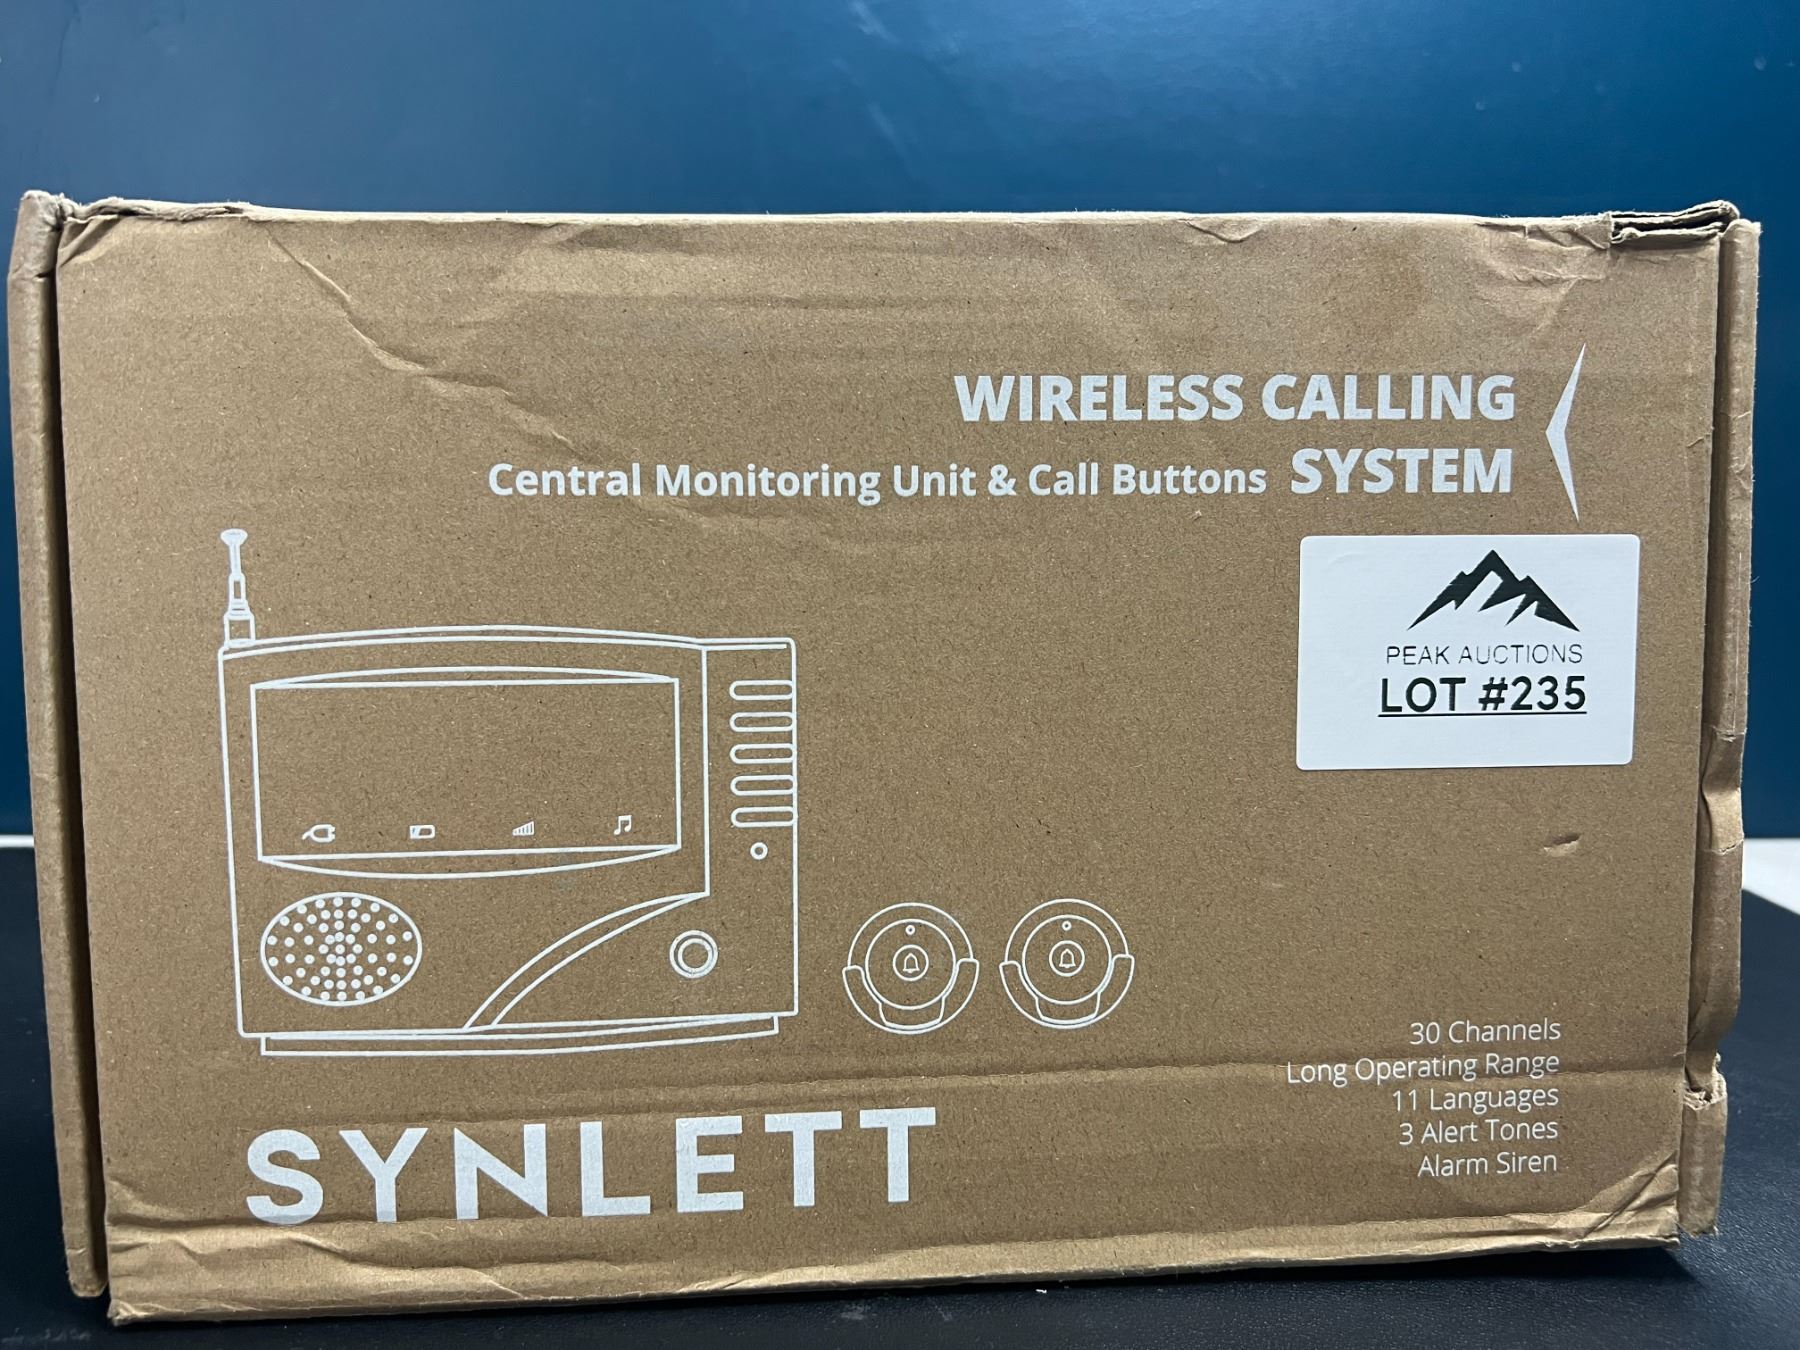 WIRELESS CALLING
Central Monitoring Unit & Call Buttons SYSTEM
PEAK AUCTIONS
LOT #235
30 Channels
Long Operating Range
11 Languages
3 Alert Tones
Alarm Siren
SYNLETT